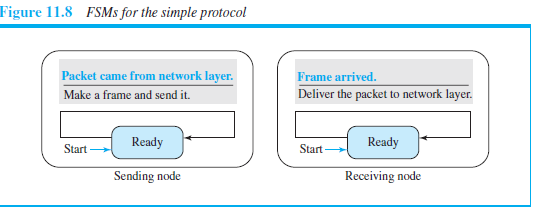 Figure 11.8 FSMs for the simple protocol
Packet came from network layer.
Make a frame and send it.
Start
Ready
Sending node
Frame arrived.
Deliver the packet to network layer.
Start
Ready
Receiving node